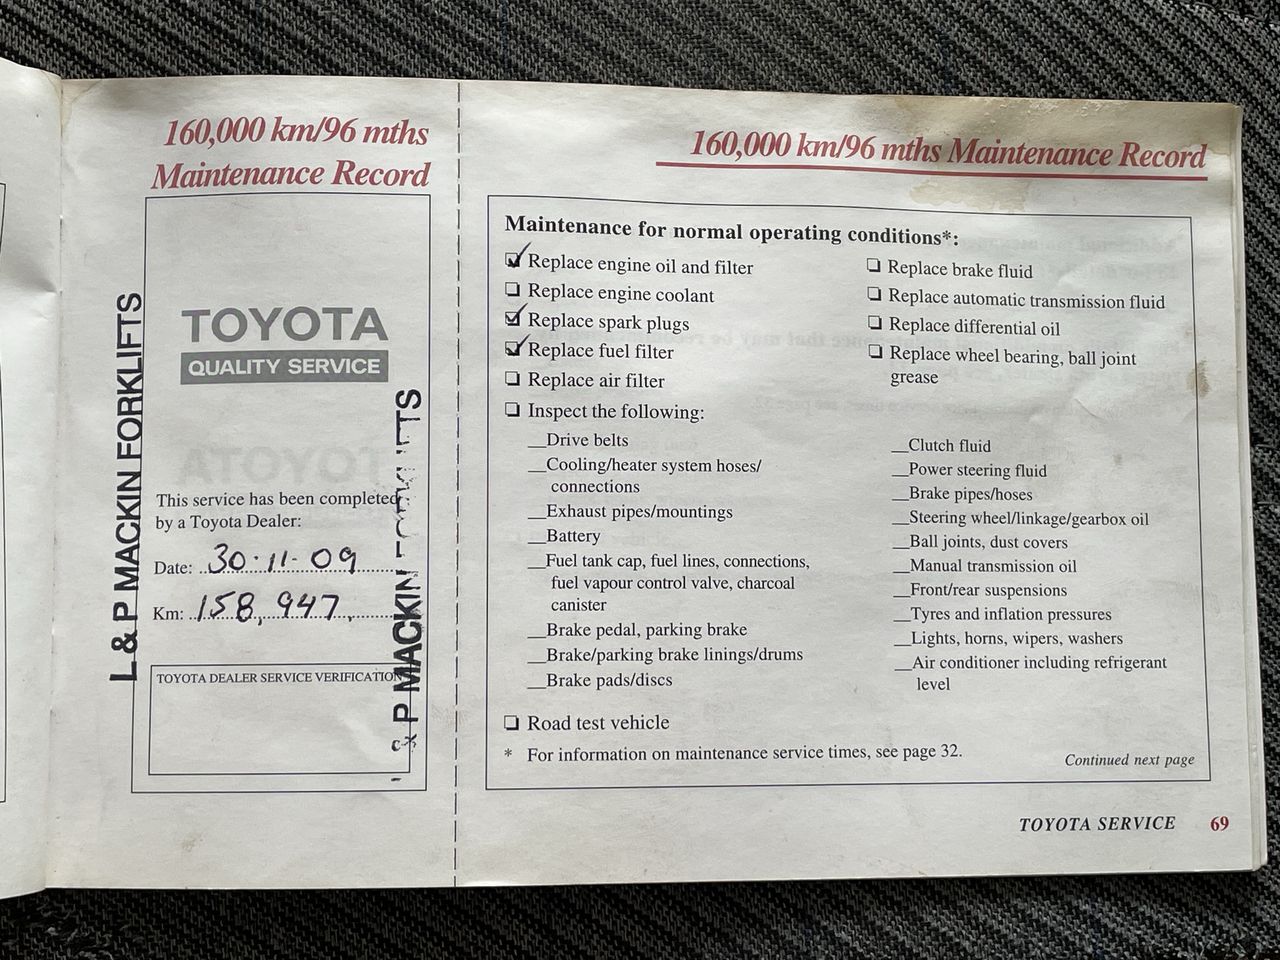 160,000 km/96 mths
Maintenance Record
TOYOTA
QUALITY SERVICE
This service has been completed
by a Toyota Dealer:
Date: 30·11·09
Km: 158,947.
TOYOTA DEALER SERVICE VERIFICATION
L & P MACKIN FORKLIFTS
& P MACKIN FORKLIFTS
160,000 km/96 mths Maintenance Record
Maintenance for normal operating conditions*:
Replace engine oil and filter
Replace engine coolant
Replace spark plugs
Replace fuel filter
Replace air filter
Inspect the following:
__Drive belts
__Cooling/heater system hoses/
connections
__Exhaust pipes/mountings
__Battery
__Fuel tank cap, fuel lines, connections,
fuel vapour control valve, charcoal
canister
__Brake pedal, parking brake
__Brake/parking brake linings/drums
__Brake pads/discs
Replace brake fluid
Replace automatic transmission fluid
Replace differential oil
Replace wheel bearing, ball joint
grease
__Clutch fluid
__Power steering fluid
__Brake pipes/hoses
__Steering wheel/linkage/gearbox oil
__Ball joints, dust covers
__Manual transmission oil
__Front/rear suspensions
__Tyres and inflation pressures
__Lights, horns, wipers, washers
__Air conditioner including refrigerant
level
Road test vehicle
* For information on maintenance service times, see page 32.
Continued next page
TOYOTA SERVICE 69